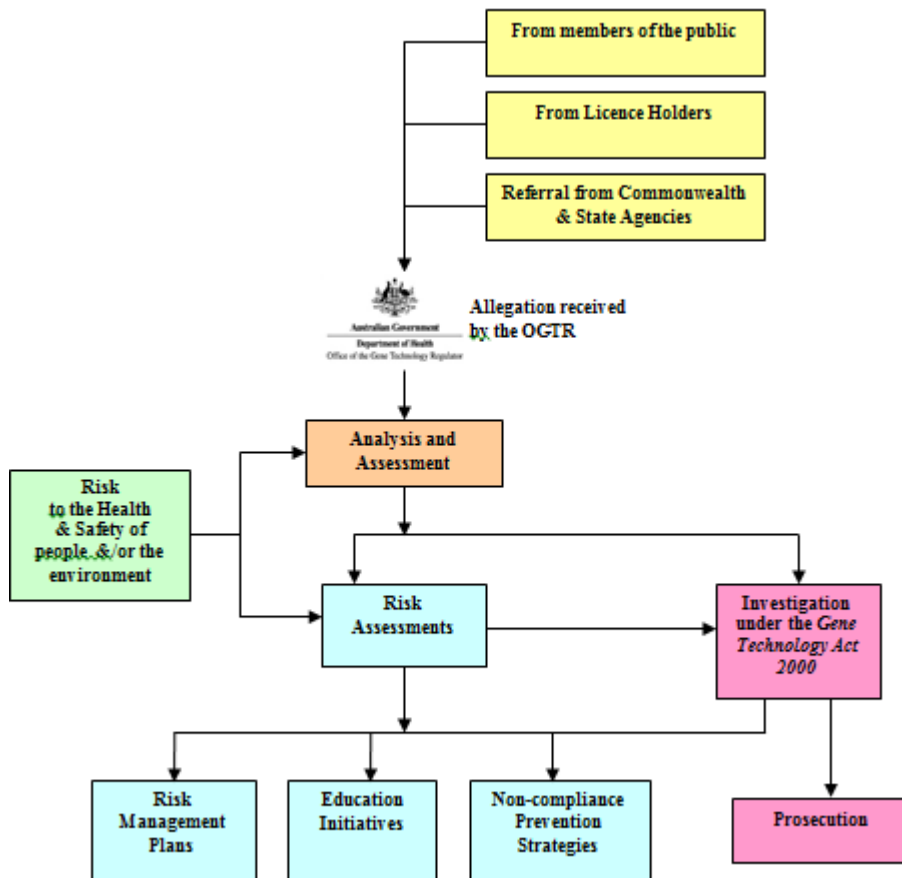 From members of the public
From Licence Holders
Referral from Commonwealth
& State Agencies
Australian Government
Department of Health
Office of the Gene Technology Regulator
Allegation received
by the OGTR
Analysis and
Assessment
Risk
to the Health
& Safety of
people &/or the
environment
Risk
Assessments
Investigation
under the Gene
Technology Act
2000
Risk
Management
Plans
Education
Initiatives
Non-compliance
Prevention
Strategies
Prosecution